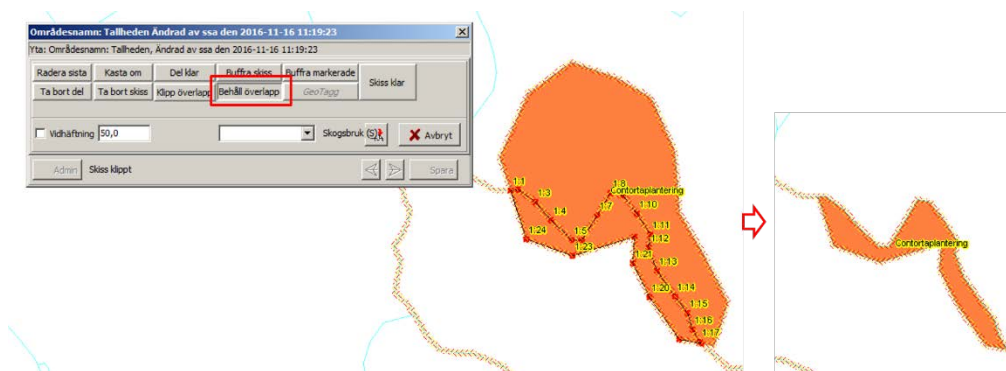 Områdesnamn: Tallheden Ändrad av ssa den 2016-11-16 11:19:23
Yta: Områdesnamn: Tallheden, Ändrad av ssa den 2016-11-16 11:19:23
Radera sista Kasta om Del klar Buffra skiss Buffra markerade Skiss klar
Ta bort del Ta bort skiss Klipp överlapp Behåll överlapp GeoTagg
Vidhäftning 50,0 Skogsbruk (S) Avbryt
Admin Skiss klippt Spara
1:1
1:3
1:4
1:5
1:7
1:8
Contortaplantering
1:10
1:11
1:12
1:13
1:14
1:15
1:16
1:17
1:20
1:21
1:23
1:24
Contortaplantering